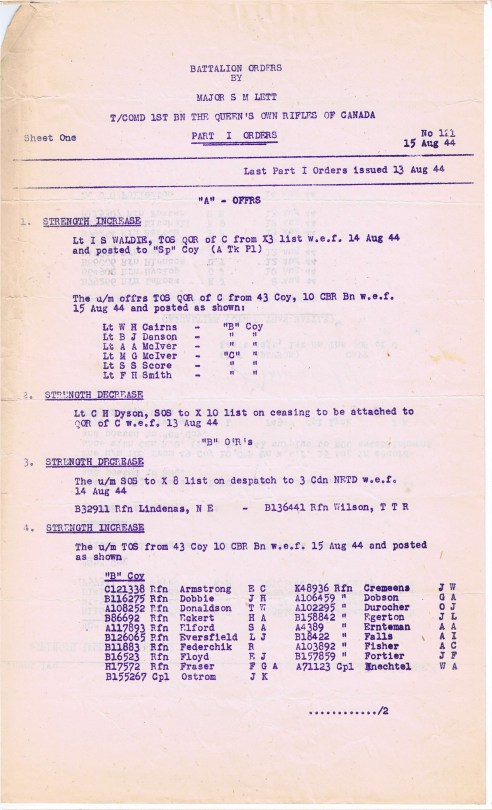 BATTALION ORDERS
BY
MAJOR S M LETT
T/COMD 1ST BN THE QUEEN'S OWN RIFLES OF CANADA
Sheet One PART I ORDERS No 121
15 Aug 44
Last Part I Orders issued 13 Aug 44
"A" - OFFRS
1. STRENGTH INCREASE
Lt I S WALDIE, TOS QOR of C from X3 list w.e.f. 14 Aug 44
and posted to "Sp" Coy (A Tk Pl)
The u/m offrs TOS QOR of C from 43 Coy, 10 CBR Bn w.e.f.
15 Aug 44 and posted as shown:
Lt W H Cairns - "B" Coy
Lt B J Danson - " "
Lt A A McIver - " "
Lt M G McIver - "C" "
Lt S S Score - " "
Lt F H Smith - " "
2. STRENGTH DECREASE
Lt C H Dyson, SOS to X 10 list on ceasing to be attached to
QOR of C w.e.f. 13 Aug 44
"B" O'R's
3. STRENGTH DECREASE
The u/m SOS to X 8 list on despatch to 3 Cdn NRTD w.e.f.
14 Aug 44
B32911 Rfn Lindenas, N E - B136441 Rfn Wilson, T T R
4. STRENGTH INCREASE
The u/m TOS from 43 Coy 10 CBR Bn w.e.f. 15 Aug 44 and posted
as shown
"B" Coy
C121338 Rfn Armstrong E C K48936 Rfn Cremeens J W
B116275 Rfn Dobbie J H A106459 " Dobson G A
A108252 Rfn Donaldson T W A102295 " Durocher O J
B86692 Rfn Eckert H A B158842 " Egerton J L
A117893 Rfn Elford S A A4389 " Ernteman A A
B126065 Rfn Eversfield L J B18422 " Falls A I
B11883 Rfn Federchik R A103892 " Fisher A C
B16523 Rfn Floyd E J B157859 " Fortier J F
H17572 Rfn Fraser F G A A71123 Cpl Knechtel W A
B155267 Cpl Ostrom J K
............/2